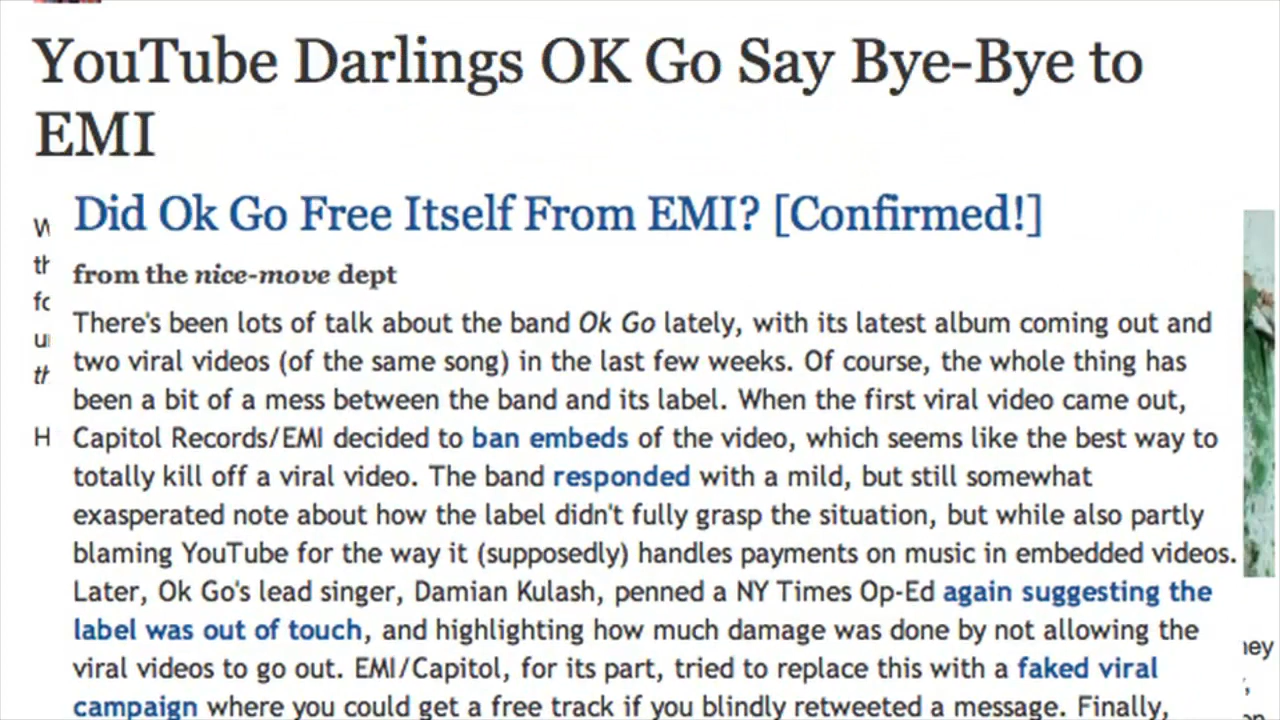 YouTube Darlings OK Go Say Bye-Bye to
EMI
Did Ok Go Free Itself From EMI? [Confirmed!]
from the nice-move dept
There's been lots of talk about the band Ok Go lately, with its latest album coming out and
two viral videos (of the same song) in the last few weeks. Of course, the whole thing has
been a bit of a mess between the band and its label. When the first viral video came out,
Capitol Records/EMI decided to ban embeds of the video, which seems like the best way to
totally kill off a viral video. The band responded with a mild, but still somewhat
exasperated note about how the label didn't fully grasp the situation, but while also partly
blaming YouTube for the way it (supposedly) handles payments on music in embedded videos.
Later, Ok Go's lead singer, Damian Kulash, penned a NY Times Op-Ed again suggesting the
label was out of touch, and highlighting how much damage was done by not allowing the
viral videos to go out. EMI/Capitol, for its part, tried to replace this with a faked viral
campaign where you could get a free track if you blindly retweeted a message. Finally,